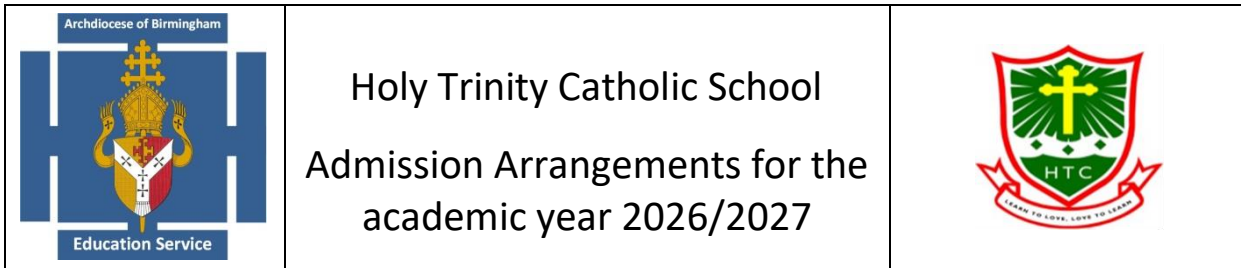 Archdiocese of Birmingham
Education Service
Holy Trinity Catholic School
Admission Arrangements for the
academic year 2026/2027
HTC
LEARN TO LOVE, LOVE TO LEARN